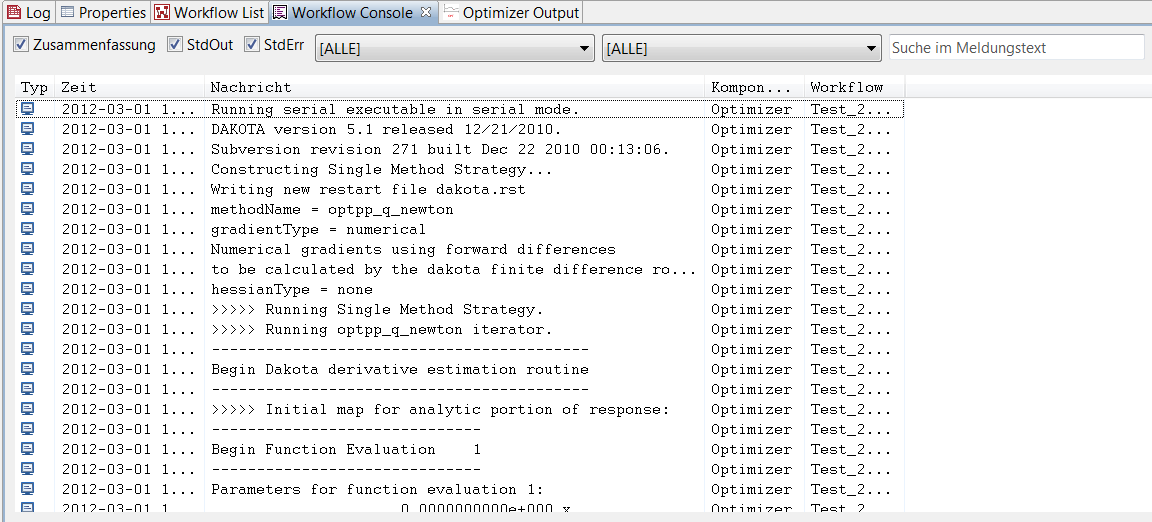 Log Properties Workflow List Workflow Console Optimizer Output
Zusammenfassung StdOut StdErr [ALLE] [ALLE] Suche im Meldungstext
Typ Zeit Nachricht Kompon... Workflow
2012-03-01 1... Running serial executable in serial mode. Optimizer Test_2...
2012-03-01 1... DAKOTA version 5.1 released 12/21/2010. Optimizer Test_2...
2012-03-01 1... Subversion revision 271 built Dec 22 2010 00:13:06. Optimizer Test_2...
2012-03-01 1... Constructing Single Method Strategy... Optimizer Test_2...
2012-03-01 1... Writing new restart file dakota.rst Optimizer Test_2...
2012-03-01 1... methodName = optpp_q_newton Optimizer Test_2...
2012-03-01 1... gradientType = numerical Optimizer Test_2...
2012-03-01 1... Numerical gradients using forward differences Optimizer Test_2...
2012-03-01 1... to be calculated by the dakota finite difference ro... Optimizer Test_2...
2012-03-01 1... hessianType = none Optimizer Test_2...
2012-03-01 1... >>>>> Running Single Method Strategy. Optimizer Test_2...
2012-03-01 1... >>>>> Running optpp_q_newton iterator. Optimizer Test_2...
2012-03-01 1... ------------------------------------------ Optimizer Test_2...
2012-03-01 1... Begin Dakota derivative estimation routine Optimizer Test_2...
2012-03-01 1... ------------------------------------------ Optimizer Test_2...
2012-03-01 1... >>>>> Initial map for analytic portion of response: Optimizer Test_2...
2012-03-01 1... ------------------------------ Optimizer Test_2...
2012-03-01 1... Begin Function Evaluation 1 Optimizer Test_2...
2012-03-01 1... ------------------------------ Optimizer Test_2...
2012-03-01 1... Parameters for function evaluation 1: Optimizer Test_2...
2012-03-01 1... 0.0000000000e+000 x Optimizer Test_2...